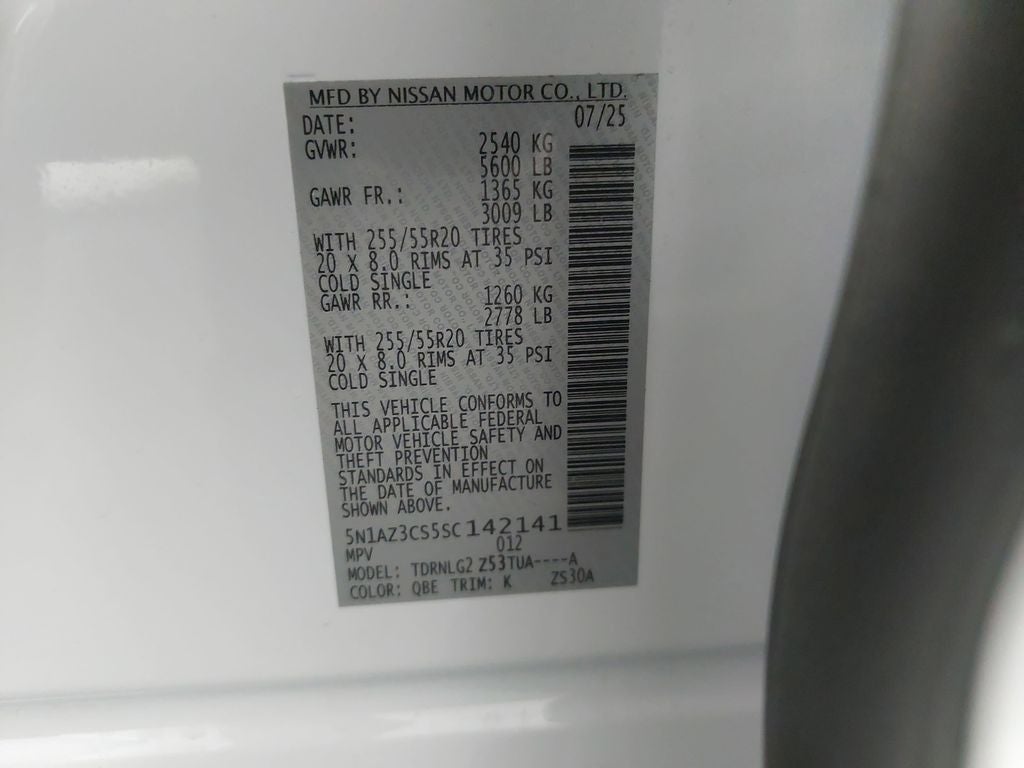 MFD BY NISSAN MOTOR CO., LTD.
DATE: 07/25
GVWR: 2540 KG
5600 LB
GAWR FR.: 1365 KG
3009 LB
WITH 255/55R20 TIRES
20 X 8.0 RIMS AT 35 PSI
COLD SINGLE
GAWR RR.: 1260 KG
2778 LB
WITH 255/55R20 TIRES
20 X 8.0 RIMS AT 35 PSI
COLD SINGLE
THIS VEHICLE CONFORMS TO
ALL APPLICABLE FEDERAL
MOTOR VEHICLE SAFETY AND
THEFT PREVENTION
STANDARDS IN EFFECT ON
THE DATE OF MANUFACTURE
SHOWN ABOVE.
5N1AZ3CS5SC142141
MPV 012
MODEL: TDRNLG2 Z53TUA----A
COLOR: QBE TRIM: K ZS30A